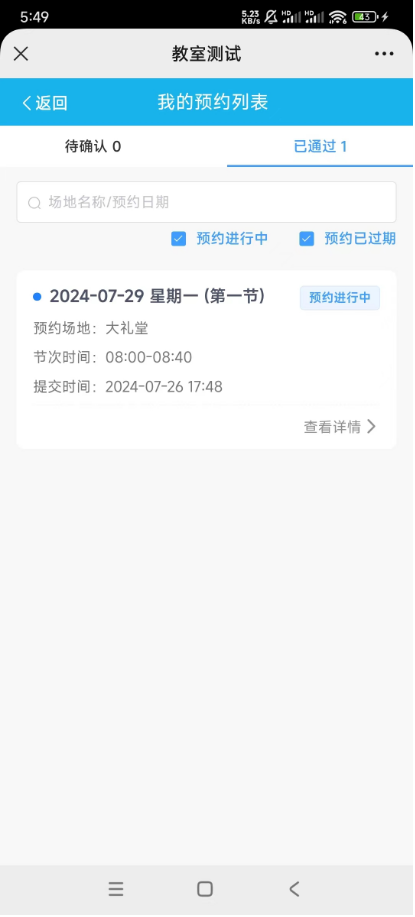 5:49 5.23 KB/s HD HD 43
教室测试
返回 我的预约列表
待确认 0 已通过 1
场地名称/预约日期
预约进行中 预约已过期
2024-07-29 星期一 (第一节) 预约进行中
预约场地：大礼堂
节次时间：08:00-08:40
提交时间：2024-07-26 17:48
查看详情